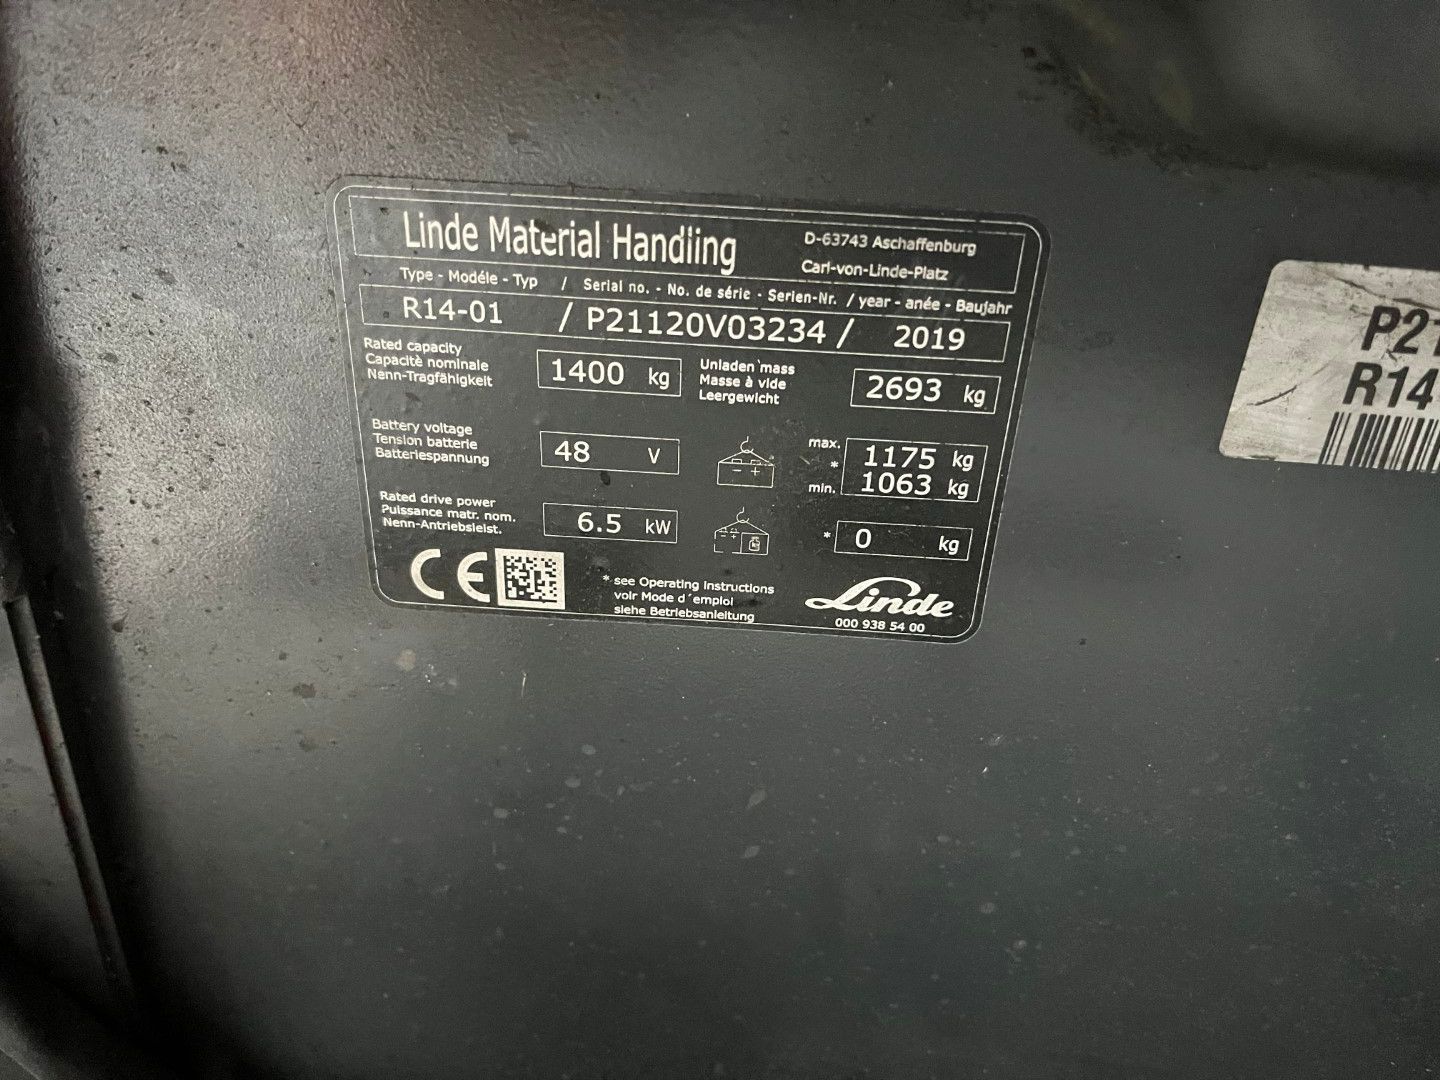 Linde Material Handling
D-63743 Aschaffenburg
Carl-von-Linde-Platz
Type - Modéle - Typ / Serial no. - No. de série - Serien-Nr. / year - anée - Baujahr
R14-01 / P21120V03234 / 2019
Rated capacity
Capacitè nominale
Nenn-Tragfähigkeit
1400 kg
Unladen mass
Masse à vide
Leergewicht
2693 kg
Battery voltage
Tension batterie
Batteriespannung
48 V
- +
max. 1175 kg
*
min. 1063 kg
Rated drive power
Puissance matr. nom.
Nenn-Antriebsleist.
6.5 kW
- +
* 0 kg
CE
* see Operating Instructions
voir Mode d´emploi
siehe Betriebsanleitung
Linde
000 938 54 00
P21
R14